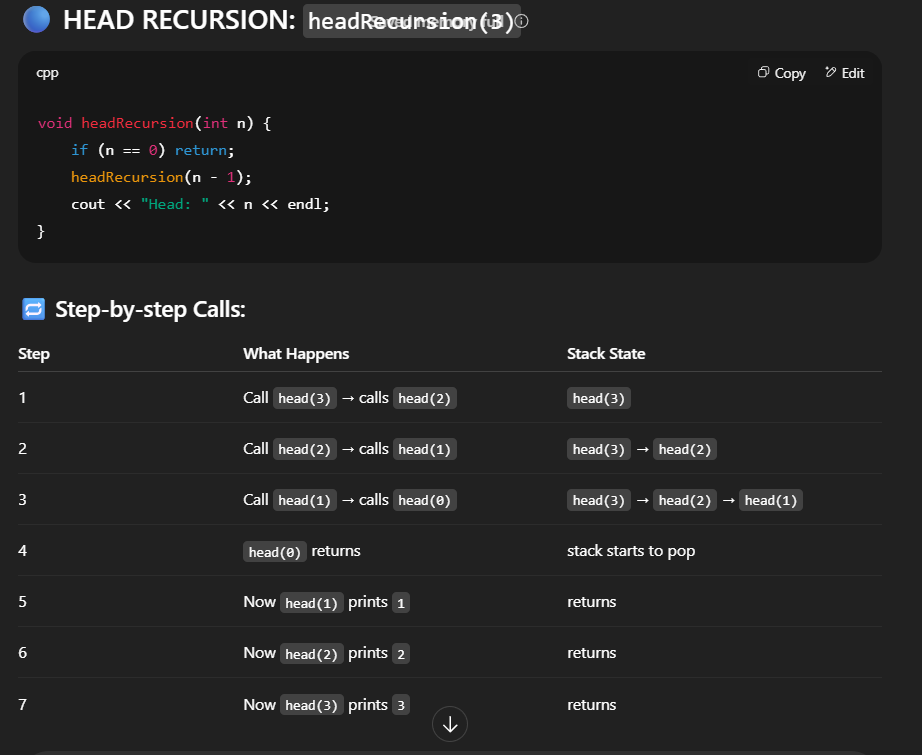 HEAD RECURSION: headRecursion(3)
cpp
Copy
Edit
void headRecursion(int n) {
if (n == 0) return;
headRecursion(n - 1);
cout << "Head: " << n << endl;
}
Step-by-step Calls:
Step What Happens Stack State
1 Call head(3) → calls head(2) head(3)
2 Call head(2) → calls head(1) head(3) → head(2)
3 Call head(1) → calls head(0) head(3) → head(2) → head(1)
4 head(0) returns stack starts to pop
5 Now head(1) prints 1 returns
6 Now head(2) prints 2 returns
7 Now head(3) prints 3 returns